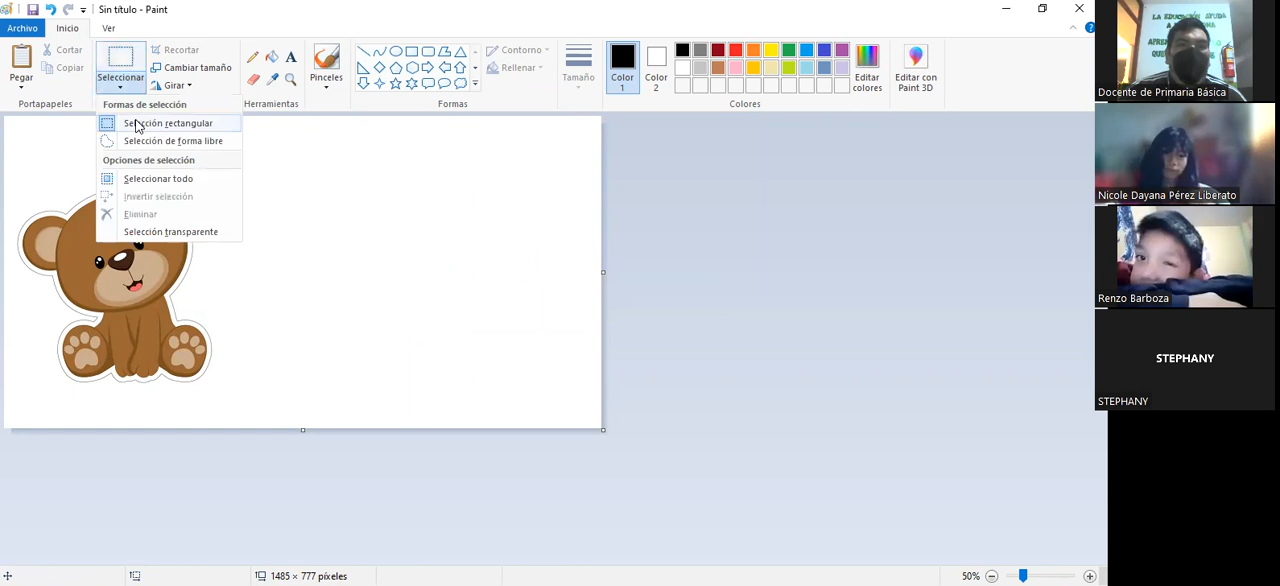 Sin título - Paint
Archivo
Inicio
Ver
Pegar
Cortar
Copiar
Portapapeles
Seleccionar
Recortar
Cambiar tamaño
Girar
Herramientas
Pinceles
Contorno
Rellenar
Formas
Tamaño
Color
1
Color
2
Editar
colores
Editar con
Paint 3D
Colores
Formas de selección
Selección rectangular
Selección de forma libre
Opciones de selección
Seleccionar todo
Invertir selección
Eliminar
Selección transparente
1485 × 777 píxeles
50%
LA EDUCACIÓN AYUDA
Docente de Primaria Básica
Nicole Dayana Pérez Liberato
Renzo Barboza
STEPHANY
STEPHANY